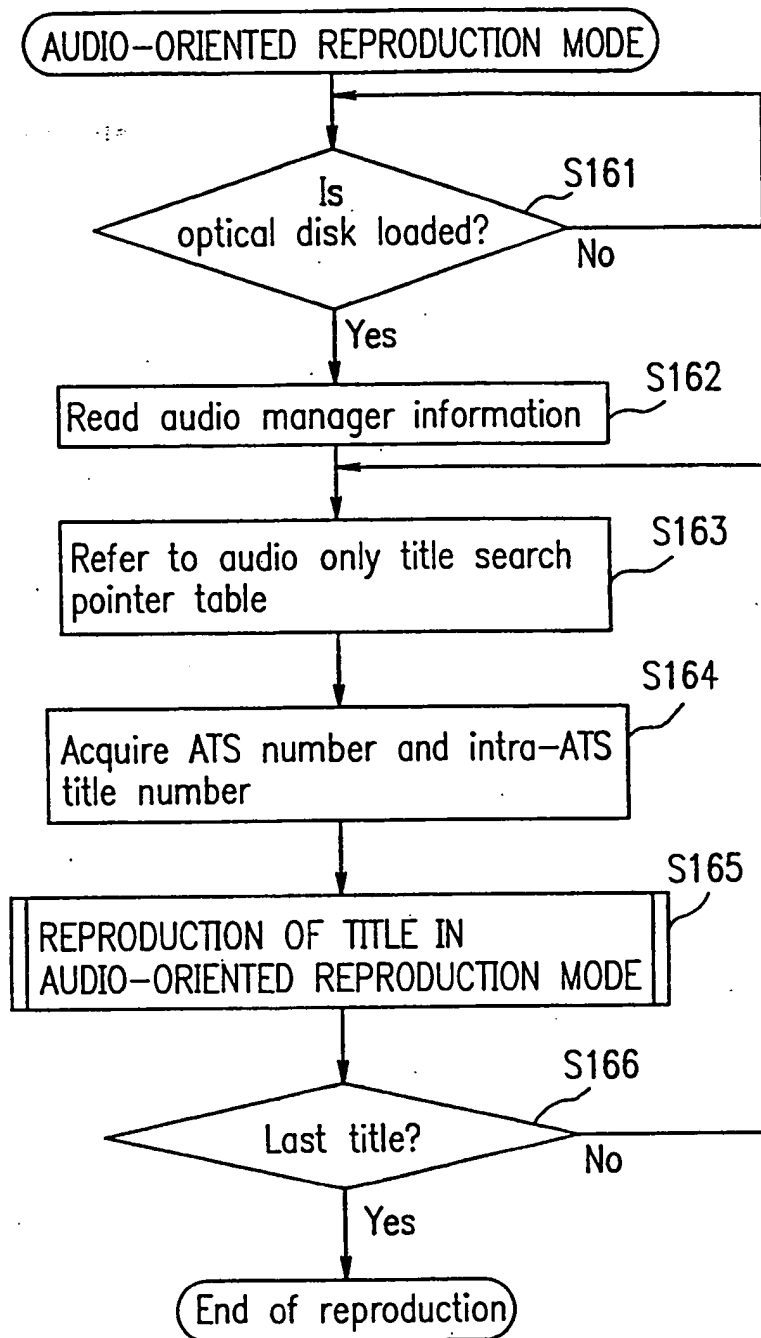 AUDIO-ORIENTED REPRODUCTION MODE
S161
Is
optical disk loaded?
No
Yes
S162
Read audio manager information
S163
Refer to audio only title search
pointer table
S164
Acquire ATS number and intra-ATS
title number
S165
REPRODUCTION OF TITLE IN
AUDIO-ORIENTED REPRODUCTION MODE
S166
Last title?
No
Yes
End of reproduction